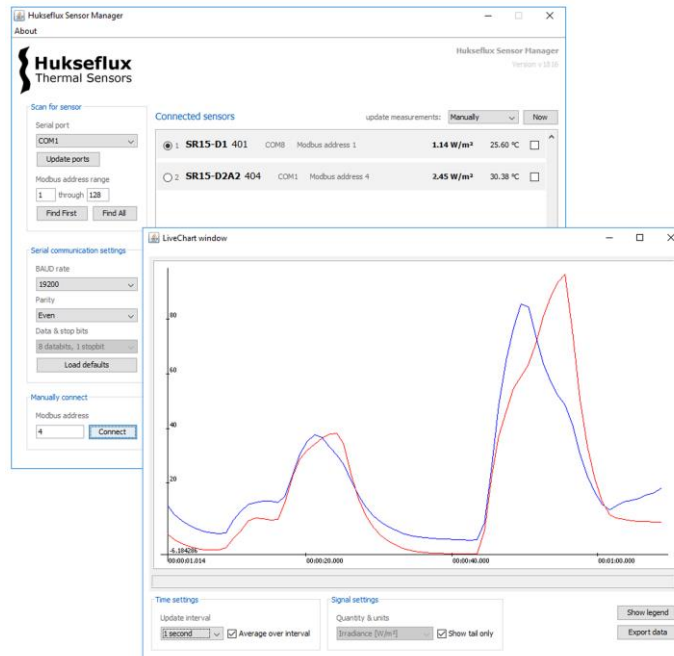 Hukseflux Sensor Manager
About
Hukseflux
Thermal Sensors
Hukseflux Sensor Manager
Scan for sensor
Serial port
COM1
Update ports
Modbus address range
1 through 128
Find First Find All
Connected sensors
update measurements: Manually Now
1 SR15-D1 401 COM8 Modbus address 1 1.14 W/m² 25.60 ºC
2 SR15-D2A2 404 COM1 Modbus address 4 2.45 W/m² 30.38 ºC
Serial communication settings
BAUD rate
19200
Parity
Even
Data & stop bits
8 databits, 1 stopbit
Load defaults
Manually connect
Modbus address
4 Connect
LiveChart window
80
60
40
20
-6.184286
00:00:01.014 00:00:20.000 00:00:40.000 00:01:00.000
Time settings
Update interval
1 second Average over interval
Signal settings
Quantity & units
Irradiance [W/m²] Show tail only
Show legend
Export data